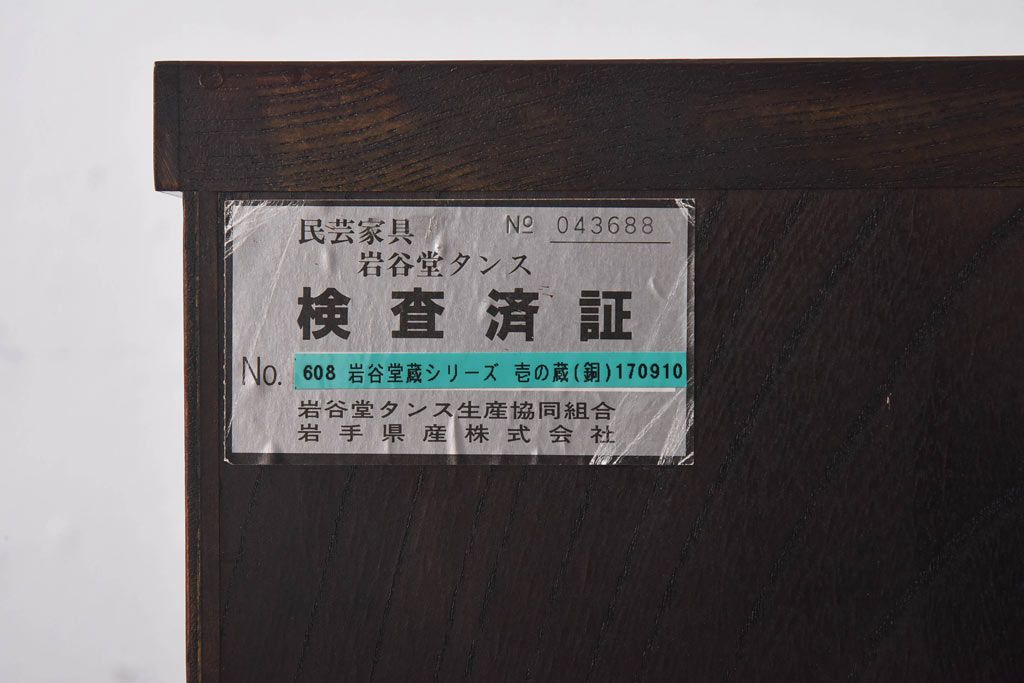 民芸家具 Nº 043688
岩谷堂タンス
検査済証
No. 608 岩谷堂蔵シリーズ 壱の蔵(銅)170910
岩谷堂タンス生産協同組合
岩手県産株式会社